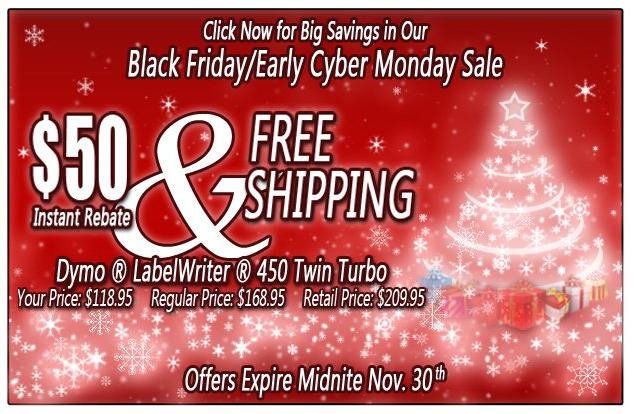 Click Now for Big Savings in Our
Black Friday/Early Cyber Monday Sale
$50
Instant Rebate
&
FREE
SHIPPING
Dymo ® LabelWriter ® 450 Twin Turbo
Your Price: $118.95 Regular Price: $168.95 Retail Price: $209.95
Offers Expire Midnite Nov. 30th